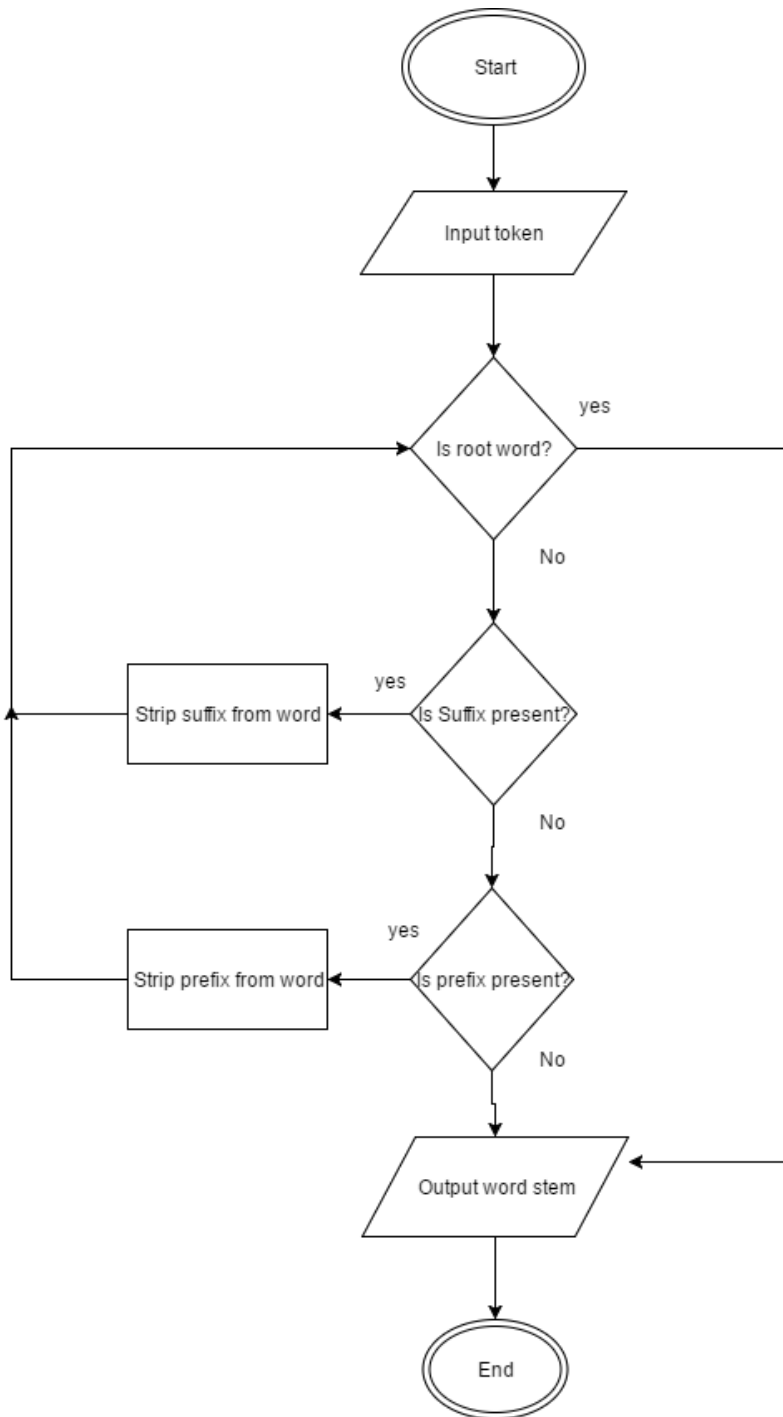 Start
Input token
yes
Is root word?
No
yes
Strip suffix from word
Is Suffix present?
No
yes
Strip prefix from word
Is prefix present?
No
Output word stem
End